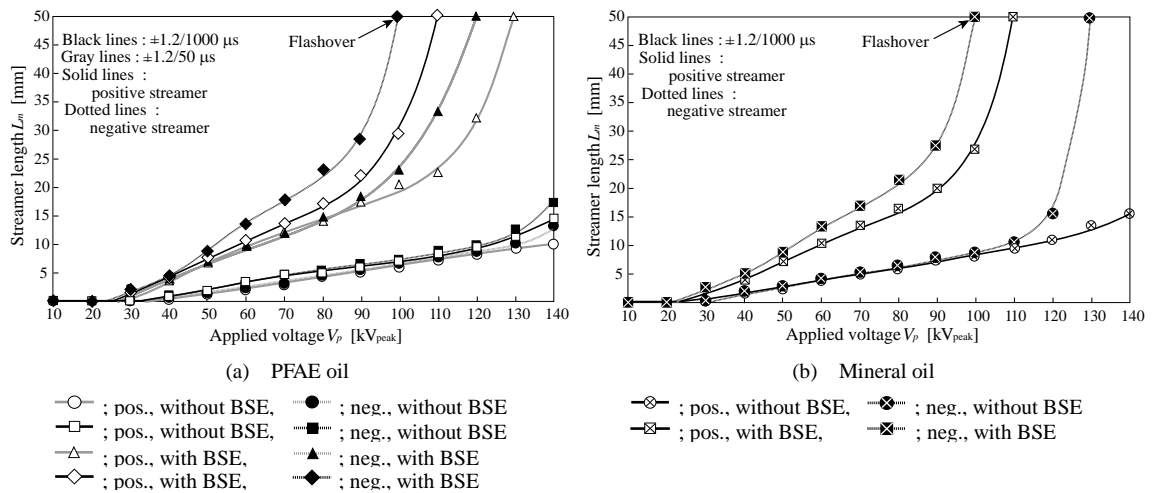 50
45
40
35
30
25
20
15
10
5
Streamer length Lm [mm]
Black lines : ±1.2/1000 μs
Gray lines : ±1.2/50 μs
Solid lines :
positive streamer
Dotted lines :
negative streamer
Flashover
10 20 30 40 50 60 70 80 90 100 110 120 130 140
Applied voltage Vp [kVpeak]
(a) PFAE oil
; pos., without BSE, ; neg., without BSE
; pos., without BSE, ; neg., without BSE
; pos., with BSE, ; neg., with BSE
; pos., with BSE, ; neg., with BSE
50
45
40
35
30
25
20
15
10
5
Streamer length Lm [mm]
Black lines : ±1.2/1000 μs
Solid lines :
positive streamer
Dotted lines :
negative streamer
Flashover
10 20 30 40 50 60 70 80 90 100 110 120 130 140
Applied voltage Vp [kVpeak]
(b) Mineral oil
; pos., without BSE, ; neg., without BSE
; pos., with BSE, ; neg., with BSE